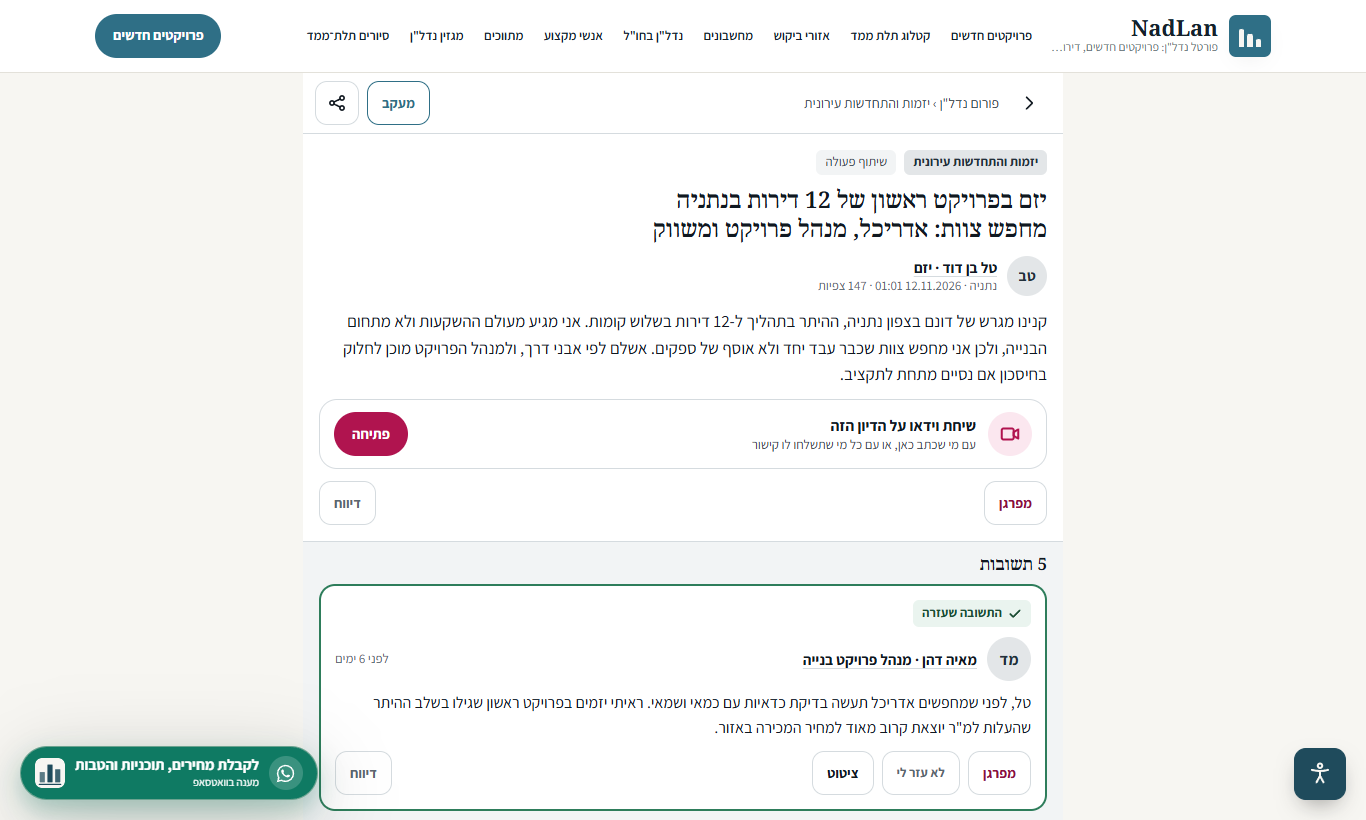 NadLan
פורטל נדל"ן: פרויקטים חדשים, דירו...
פרויקטים חדשים
קטלוג תלת ממד
אזורי ביקוש
מחשבונים
נדל"ן בחו"ל
אנשי מקצוע
מתווכים
מגזין נדל"ן
סיורים תלת־ממד
פרויקטים חדשים
פורום נדל"ן › יזמות והתחדשות עירונית
מעקב
יזמות והתחדשות עירונית
שיתוף פעולה
יזם בפרויקט ראשון של 12 דירות בנתניה
מחפש צוות: אדריכל, מנהל פרויקט ומשווק
טב
טל בן דוד · יזם
נתניה · 12.11.2026 01:01 · 147 צפיות
קנינו מגרש של דונם בצפון נתניה, ההיתר בתהליך ל-12 דירות בשלוש קומות. אני מגיע מעולם ההשקעות ולא מתחום
הבנייה, ולכן אני מחפש צוות שכבר עבד יחד ולא אוסף של ספקים. אשלם לפי אבני דרך, ולמנהל הפרויקט מוכן לחלוק
בחיסכון אם נסיים מתחת לתקציב.
שיחת וידאו על הדיון הזה
עם מי שכתב כאן, או עם כל מי שתשלחו לו קישור
פתיחה
מפרגן
דיווח
5 תשובות
התשובה שעזרה
מד
מאיה דהן · מנהל פרויקט בנייה
לפני 6 ימים
טל, לפני שמחפשים אדריכל תעשה בדיקת כדאיות עם כמאי ושמאי. ראיתי יזמים בפרויקט ראשון שגילו בשלב ההיתר
שהעלות למ"ר יוצאת קרוב מאוד למחיר המכירה באזור.
מפרגן
לא עזר לי
ציטוט
דיווח
לקבלת מחירים, תוכניות והטבות
מענה בוואטסאפ